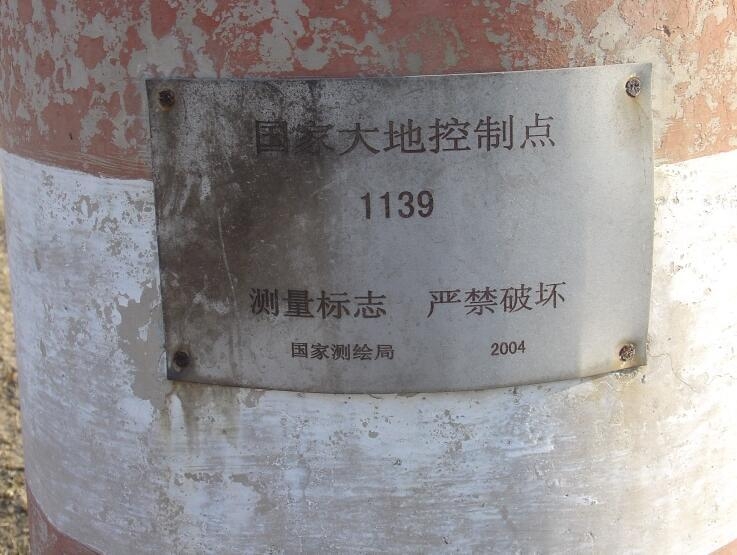 国家大地控制点
1139
测量标志 严禁破坏
国家测绘局 2004